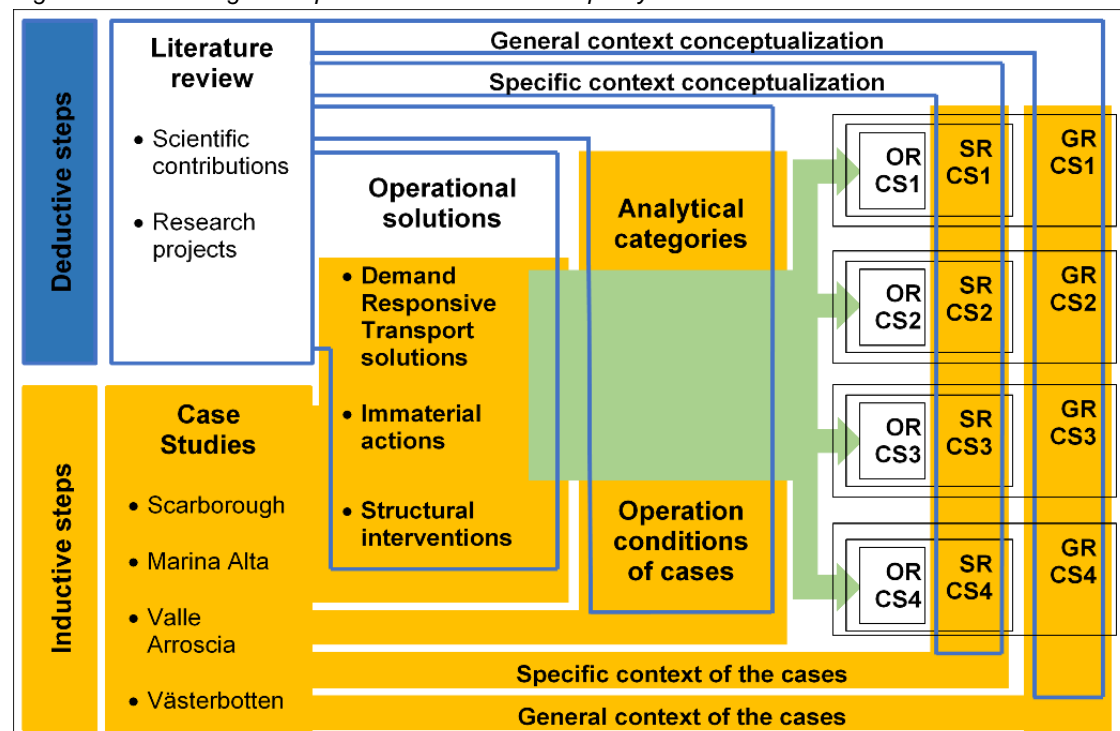 Deductive steps
Literature
review
• Scientific
contributions
• Research
projects
General context conceptualization
Specific context conceptualization
Operational
solutions
• Demand
Responsive
Transport
solutions
• Immaterial
actions
• Structural
interventions
Analytical
categories
Operation
conditions
of cases
OR
CS1
SR
CS1
GR
CS1
OR
CS2
SR
CS2
GR
CS2
OR
CS3
SR
CS3
GR
CS3
OR
CS4
SR
CS4
GR
CS4
Inductive steps
Case
Studies
• Scarborough
• Marina Alta
• Valle
Arroscia
• Västerbotten
Specific context of the cases
General context of the cases